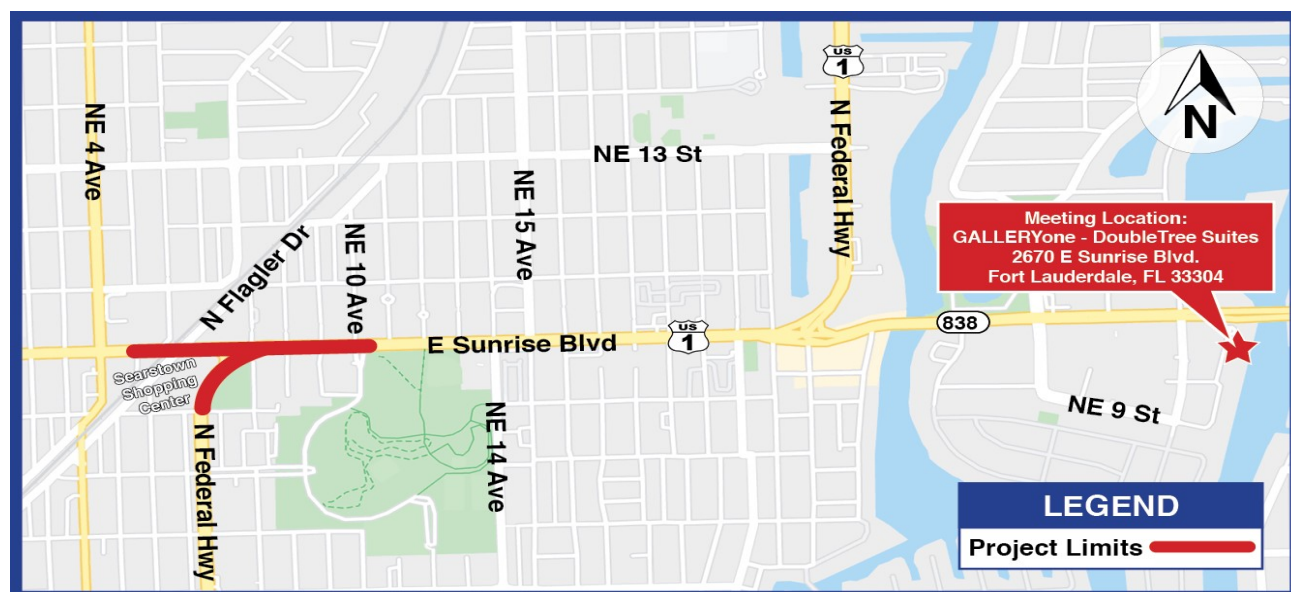 US
1
N
NE 4 Ave
N Federal Hwy
NE 13 St
NE 15 Ave
Meeting Location:
GALLERYone - DoubleTree Suites
2670 E Sunrise Blvd.
Fort Lauderdale, FL 33304
N Flagler Dr
NE 10 Ave
838
E Sunrise Blvd
US
1
Searstown
Shopping
Center
NE 9 St
NE 14 Ave
N Federal Hwy
LEGEND
Project Limits